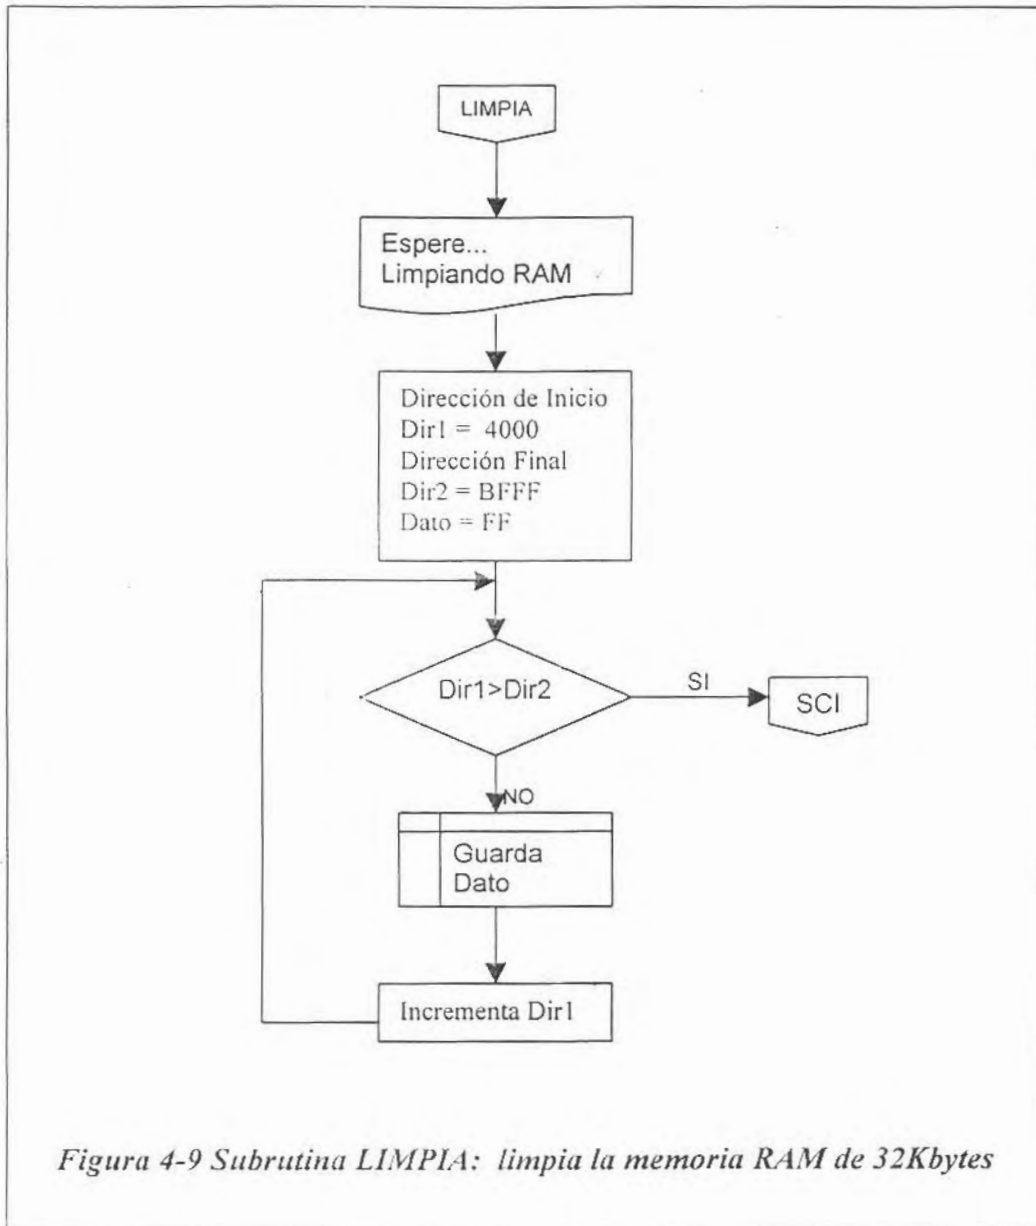 LIMPIA
Espere...
Limpiando RAM
Dirección de Inicio
Dir1 = 4000
Dirección Final
Dir2 = BFFF
Dato = FF
Dir1>Dir2
SI
SCI
NO
Guarda
Dato
Incrementa Dir1
Figura 4-9 Subrutina LIMPIA: limpia la memoria RAM de 32Kbytes